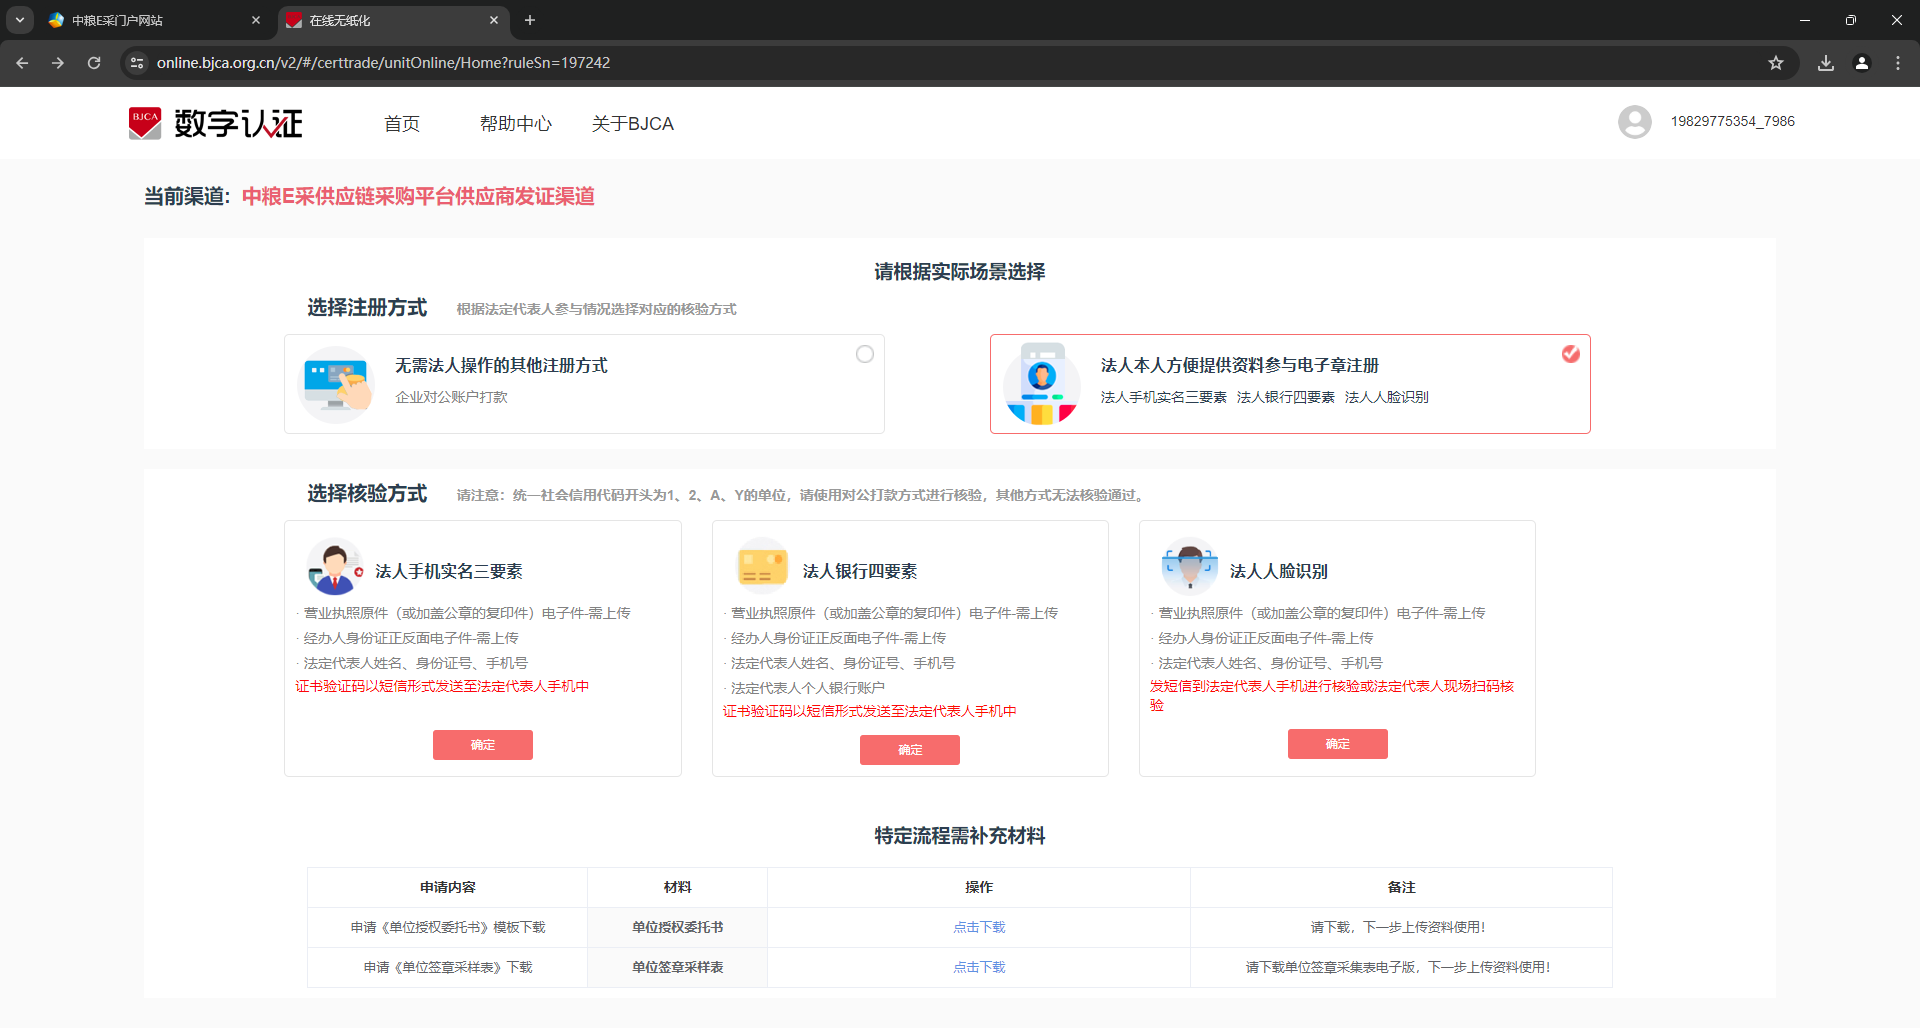 中粮E采门户网站
在线无纸化
online.bjca.org.cn/v2/#/certtrade/unitOnline/Home?ruleSn=197242
BJCA 数字认证 首页 帮助中心 关于BJCA 19829775354_7986
当前渠道：中粮E采供应链采购平台供应商发证渠道
请根据实际场景选择
选择注册方式 根据法定代表人参与情况选择对应的核验方式
无需法人操作的其他注册方式
企业对公账户打款
法人本人方便提供资料参与电子章注册
法人手机实名三要素 法人银行四要素 法人人脸识别
选择核验方式 请注意：统一社会信用代码开头为1、2、A、Y的单位，请使用对公打款方式进行核验，其他方式无法核验通过。
法人手机实名三要素
· 营业执照原件（或加盖公章的复印件）电子件-需上传
· 经办人身份证正反面电子件-需上传
· 法定代表人姓名、身份证号、手机号
证书验证码以短信形式发送至法定代表人手机中
确定
法人银行四要素
· 营业执照原件（或加盖公章的复印件）电子件-需上传
· 经办人身份证正反面电子件-需上传
· 法定代表人姓名、身份证号、手机号
· 法定代表人个人银行账户
证书验证码以短信形式发送至法定代表人手机中
确定
法人人脸识别
· 营业执照原件（或加盖公章的复印件）电子件-需上传
· 经办人身份证正反面电子件-需上传
· 法定代表人姓名、身份证号、手机号
发短信到法定代表人手机进行核验或法定代表人现场扫码核
验
确定
特定流程需补充材料
申请内容 材料 操作 备注
申请《单位授权委托书》模板下载 单位授权委托书 点击下载 请下载，下一步上传资料使用！
申请《单位签章采样表》下载 单位签章采样表 点击下载 请下载单位签章采集表电子版，下一步上传资料使用！